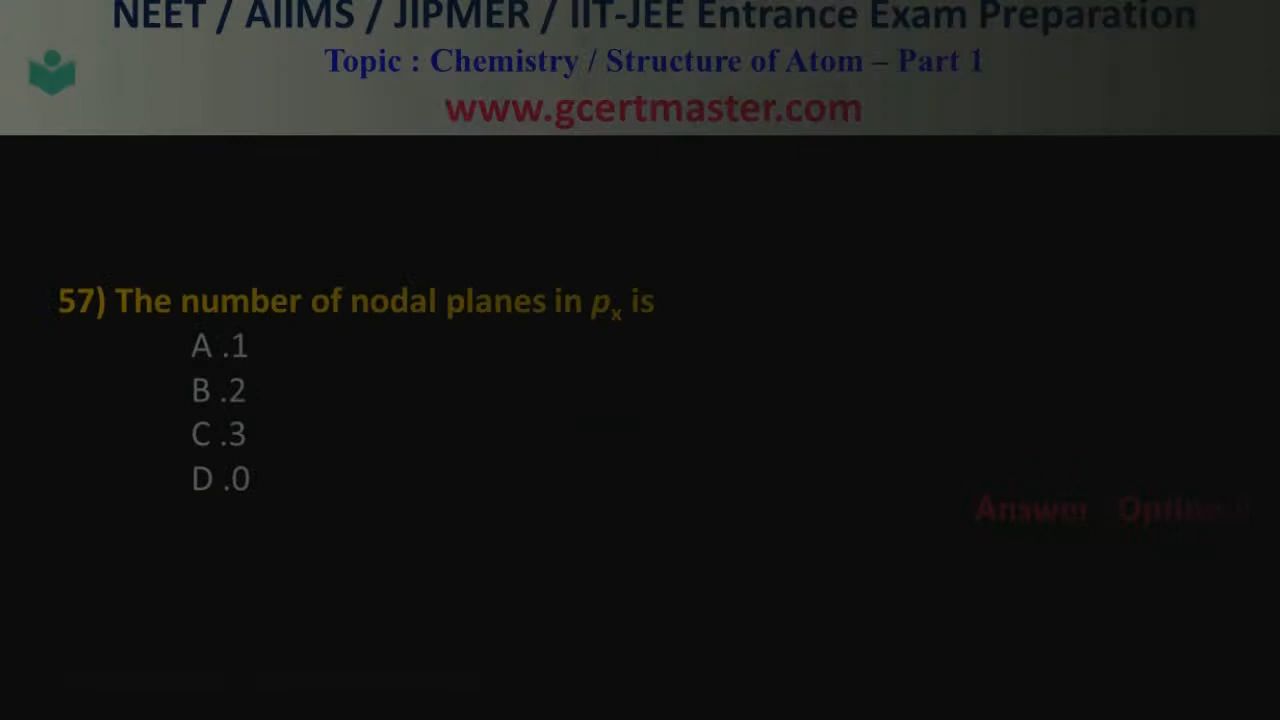 NEET / AIIMS / JIPMER / IIT-JEE Entrance Exam Preparation
Topic : Chemistry / Structure of Atom – Part 1
www.gcertmaster.com
57) The number of nodal planes in pₓ is
A .1
B .2
C .3
D .0
Answer Option